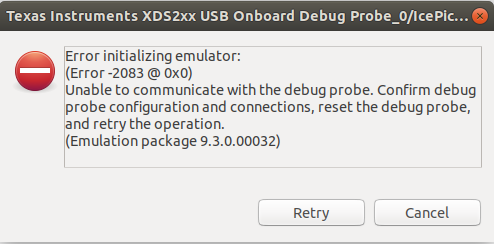 Texas Instruments XDS2xx USB Onboard Debug Probe_0/IcePic...
Error initializing emulator:
(Error -2083 @ 0x0)
Unable to communicate with the debug probe. Confirm debug
probe configuration and connections, reset the debug probe,
and retry the operation.
(Emulation package 9.3.0.00032)
Retry
Cancel